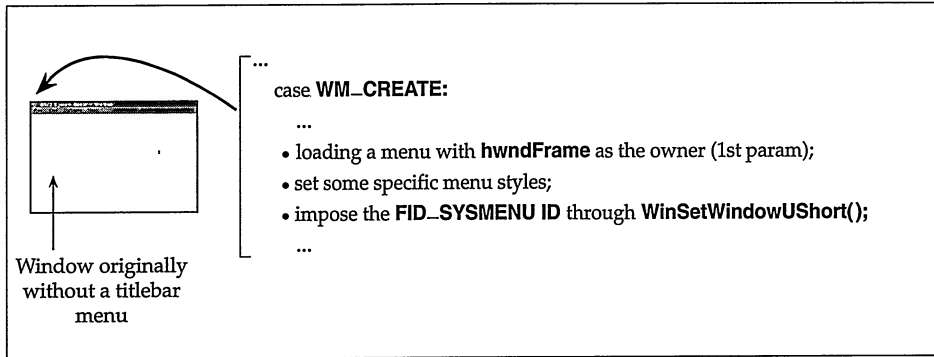 ...
case WM_CREATE:
...
• loading a menu with hwndFrame as the owner (1st param);
• set some specific menu styles;
• impose the FID_SYSMENU ID through WinSetWindowUShort();
...
Window originally
without a titlebar
menu